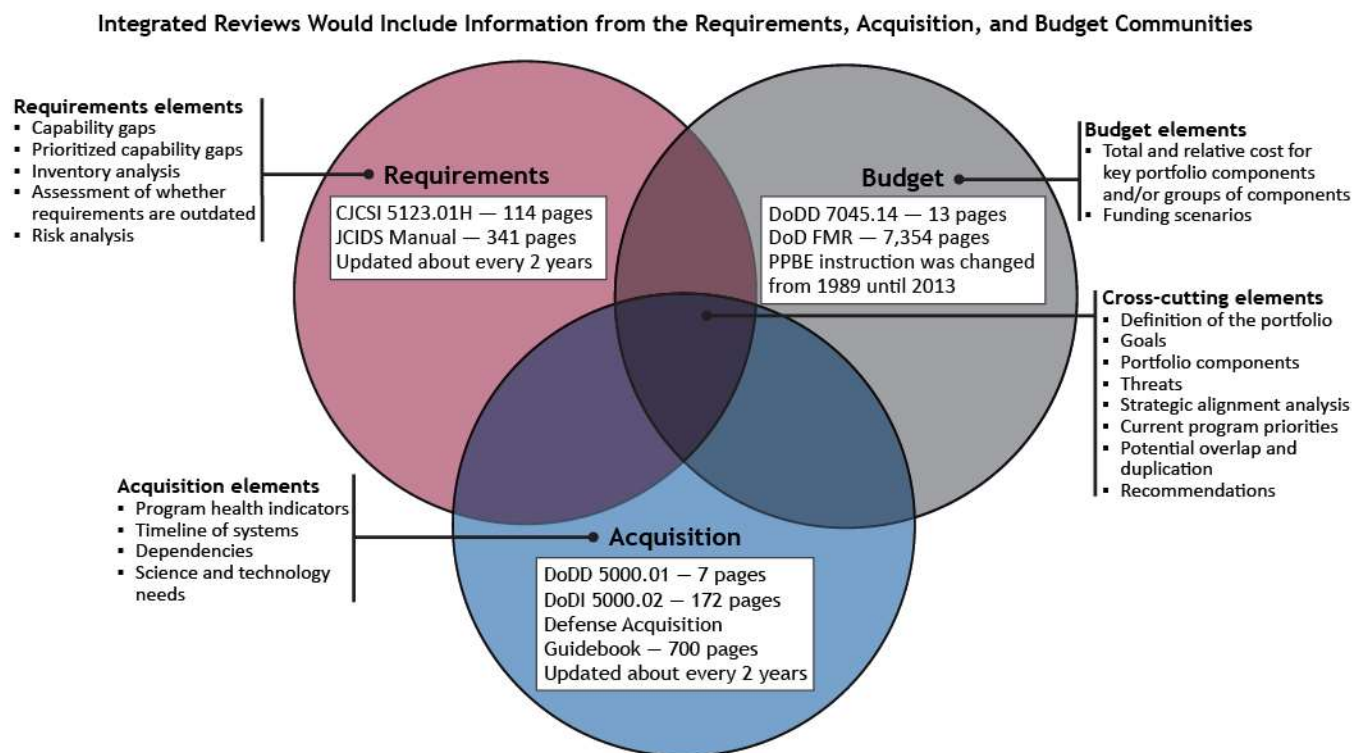 Integrated Reviews Would Include Information from the Requirements, Acquisition, and Budget Communities
Requirements elements
▪ Capability gaps
▪ Prioritized capability gaps
▪ Inventory analysis
▪ Assessment of whether
requirements are outdated
▪ Risk analysis
Requirements
CJCSI 5123.01H — 114 pages
JCIDS Manual — 341 pages
Updated about every 2 years
Budget
DoDD 7045.14 — 13 pages
DoD FMR — 7,354 pages
PPBE instruction was changed
from 1989 until 2013
Budget elements
▪ Total and relative cost for
key portfolio components
and/or groups of components
▪ Funding scenarios
Cross-cutting elements
▪ Definition of the portfolio
▪ Goals
▪ Portfolio components
▪ Threats
▪ Strategic alignment analysis
▪ Current program priorities
▪ Potential overlap and
duplication
▪ Recommendations
Acquisition elements
▪ Program health indicators
▪ Timeline of systems
▪ Dependencies
▪ Science and technology
needs
Acquisition
DoDD 5000.01 — 7 pages
DoDI 5000.02 — 172 pages
Defense Acquisition
Guidebook — 700 pages
Updated about every 2 years